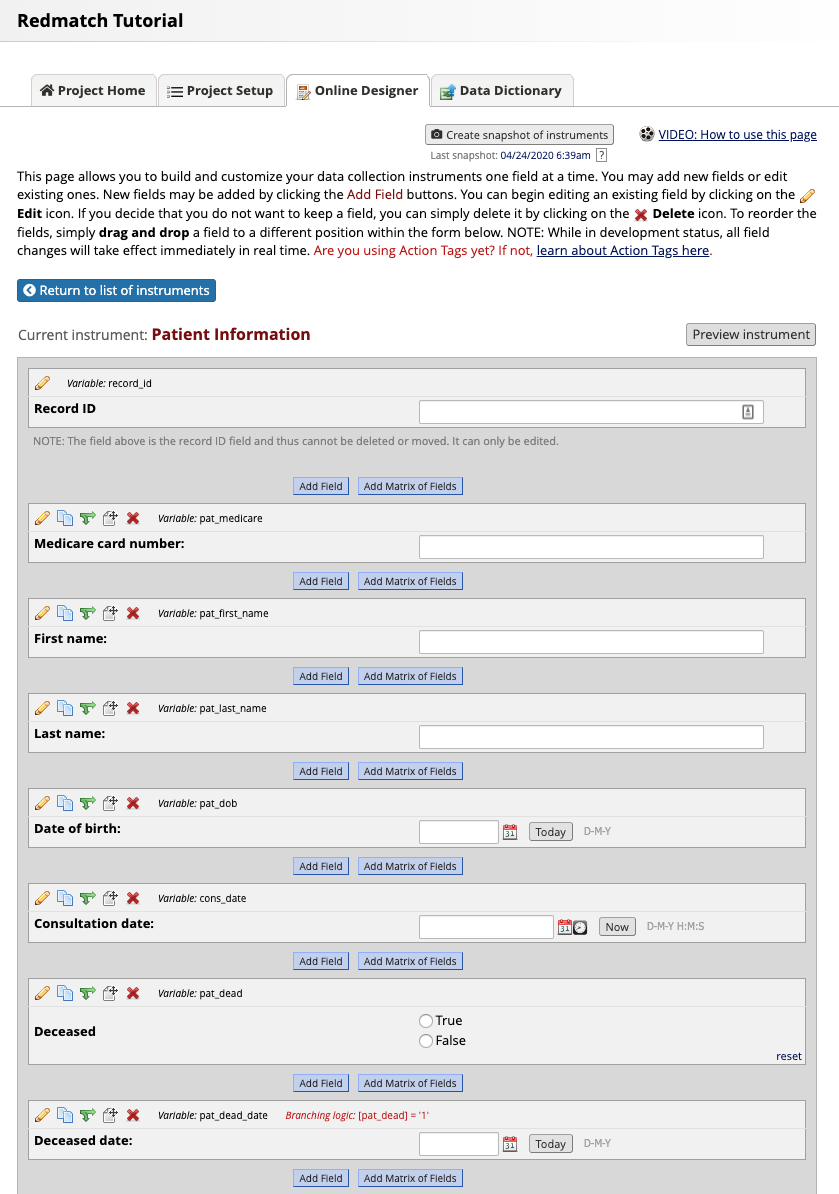 Redmatch Tutorial
Project Home
Project Setup
Online Designer
Data Dictionary
Create snapshot of instruments
VIDEO: How to use this page
Last snapshot: 04/24/2020 6:39am ?
This page allows you to build and customize your data collection instruments one field at a time. You may add new fields or edit
existing ones. New fields may be added by clicking the Add Field buttons. You can begin editing an existing field by clicking on the
Edit icon. If you decide that you do not want to keep a field, you can simply delete it by clicking on the Delete icon. To reorder the
fields, simply drag and drop a field to a different position within the form below. NOTE: While in development status, all field
changes will take effect immediately in real time. Are you using Action Tags yet? If not, learn about Action Tags here.
Return to list of instruments
Current instrument: Patient Information
Preview instrument
Variable: record_id
Record ID
NOTE: The field above is the record ID field and thus cannot be deleted or moved. It can only be edited.
Add Field Add Matrix of Fields
Variable: pat_medicare
Medicare card number:
Add Field Add Matrix of Fields
Variable: pat_first_name
First name:
Add Field Add Matrix of Fields
Variable: pat_last_name
Last name:
Add Field Add Matrix of Fields
Variable: pat_dob
Date of birth:
31 Today D-M-Y
Add Field Add Matrix of Fields
Variable: cons_date
Consultation date:
31 Now D-M-Y H:M:S
Add Field Add Matrix of Fields
Variable: pat_dead
Deceased
True
False
reset
Add Field Add Matrix of Fields
Variable: pat_dead_date Branching logic: [pat_dead] = '1'
Deceased date:
31 Today D-M-Y
Add Field Add Matrix of Fields